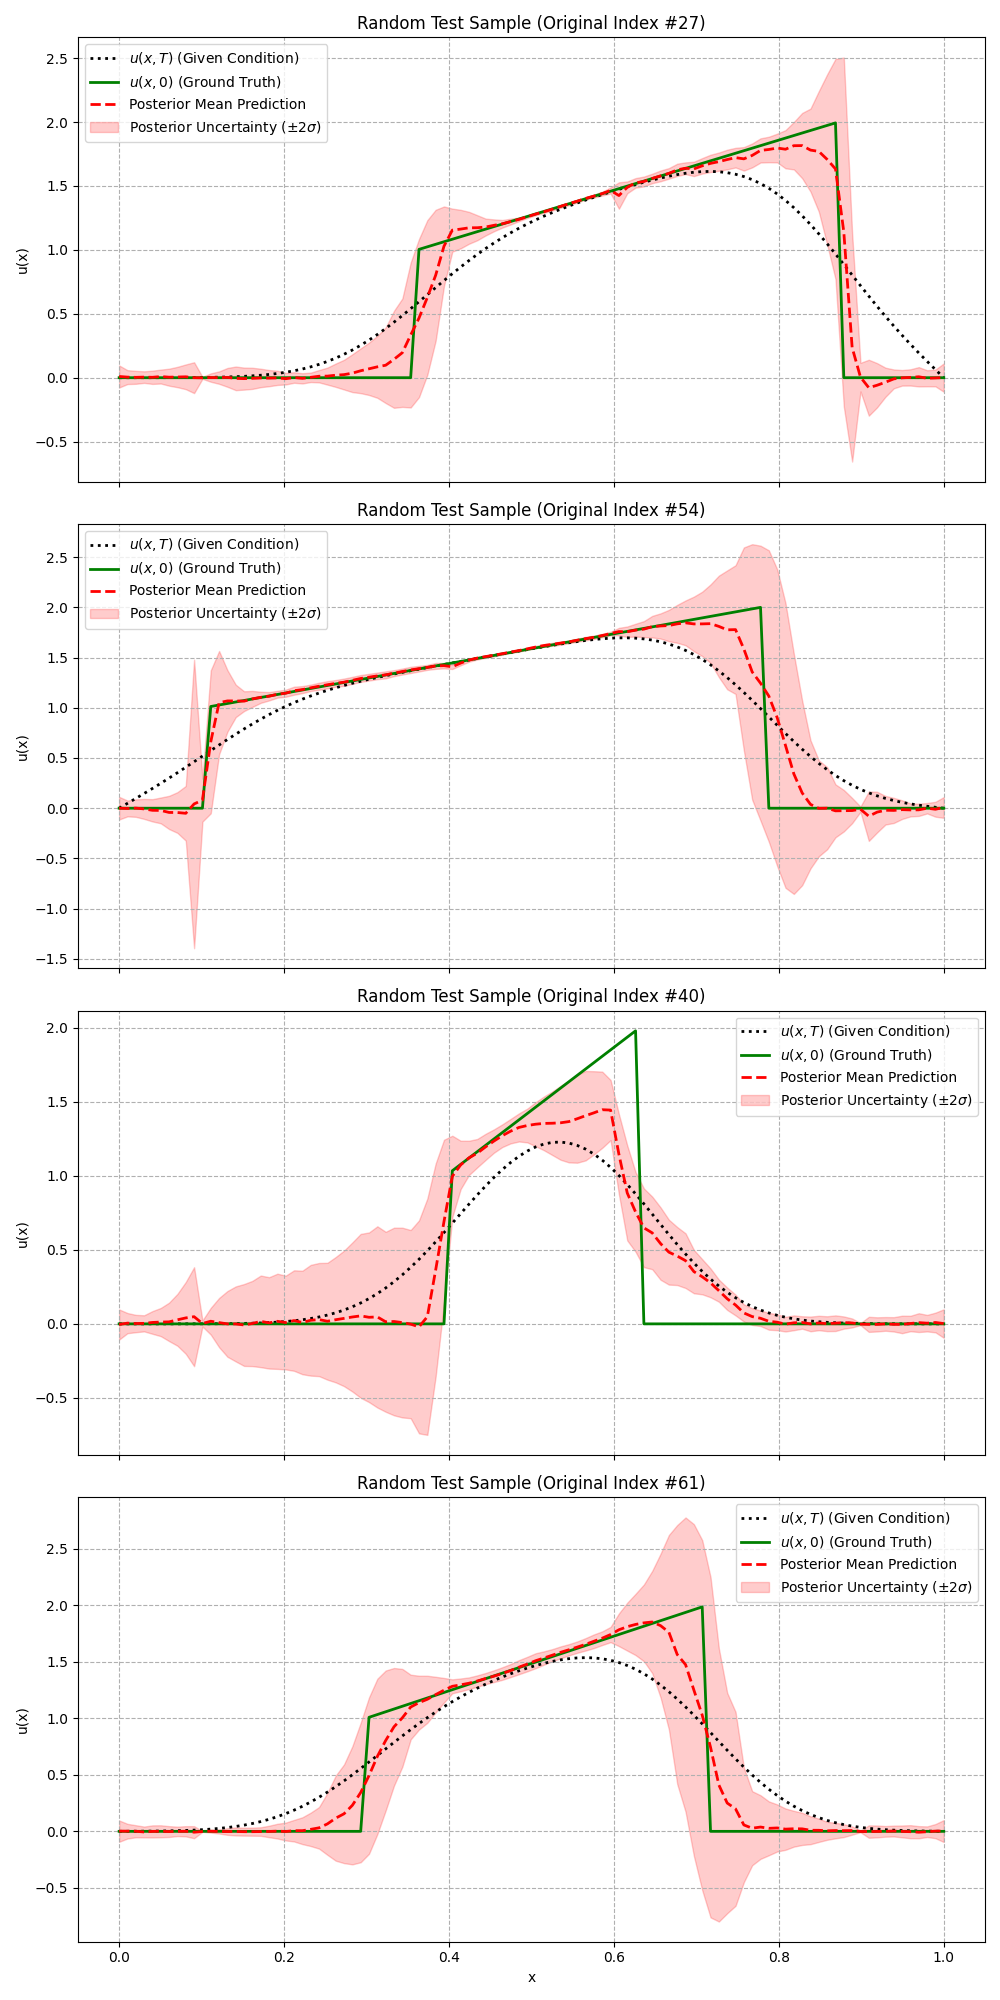 Random Test Sample (Original Index #27)
u(x, T) (Given Condition)
u(x, 0) (Ground Truth)
Posterior Mean Prediction
Posterior Uncertainty (±2σ)
2.5
2.0
1.5
1.0
0.5
0.0
−0.5
u(x)
Random Test Sample (Original Index #54)
u(x, T) (Given Condition)
u(x, 0) (Ground Truth)
Posterior Mean Prediction
Posterior Uncertainty (±2σ)
2.5
2.0
1.5
1.0
0.5
0.0
−0.5
−1.0
−1.5
u(x)
Random Test Sample (Original Index #40)
u(x, T) (Given Condition)
u(x, 0) (Ground Truth)
Posterior Mean Prediction
Posterior Uncertainty (±2σ)
2.0
1.5
1.0
0.5
0.0
−0.5
u(x)
Random Test Sample (Original Index #61)
u(x, T) (Given Condition)
u(x, 0) (Ground Truth)
Posterior Mean Prediction
Posterior Uncertainty (±2σ)
2.5
2.0
1.5
1.0
0.5
0.0
−0.5
u(x)
0.0 0.2 0.4 0.6 0.8 1.0
x